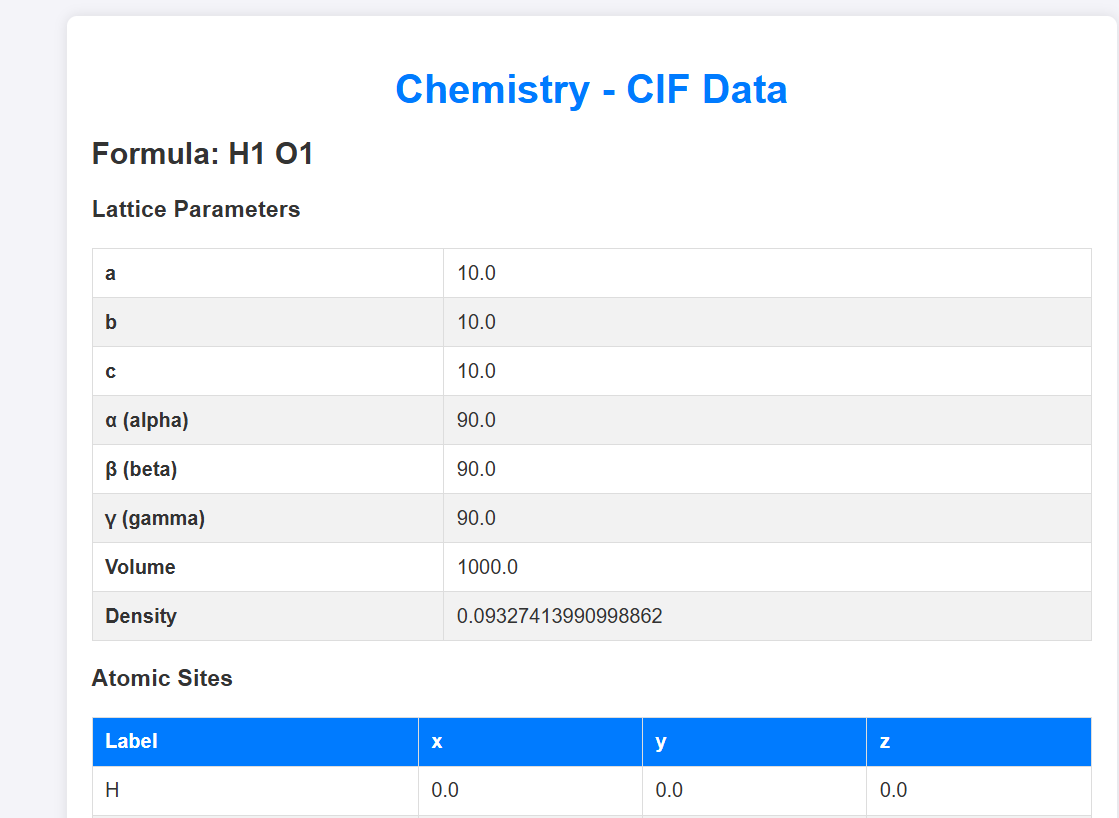 Chemistry - CIF Data
Formula: H1 O1
Lattice Parameters
a 10.0
b 10.0
c 10.0
α (alpha) 90.0
β (beta) 90.0
γ (gamma) 90.0
Volume 1000.0
Density 0.09327413990998862
Atomic Sites
Label x y z
H 0.0 0.0 0.0